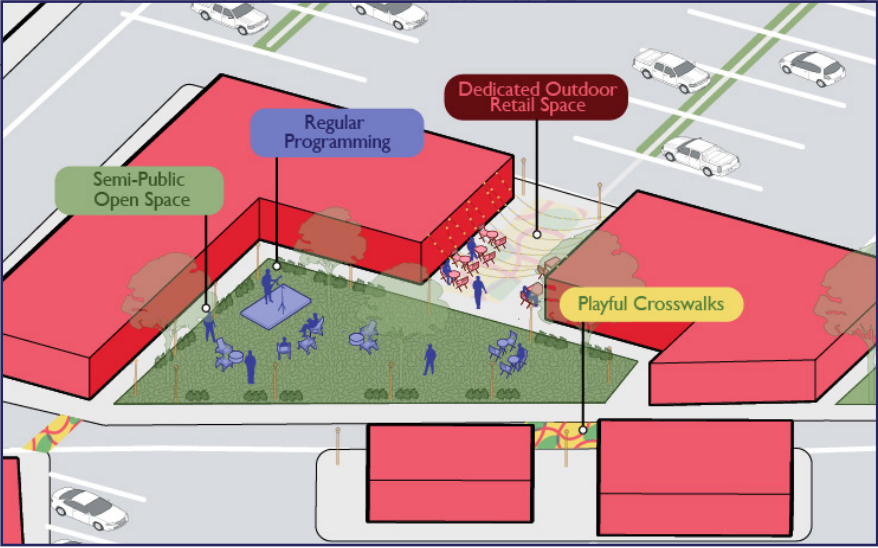 Dedicated Outdoor
Retail Space
Regular
Programming
Semi-Public
Open Space
Playful Crosswalks